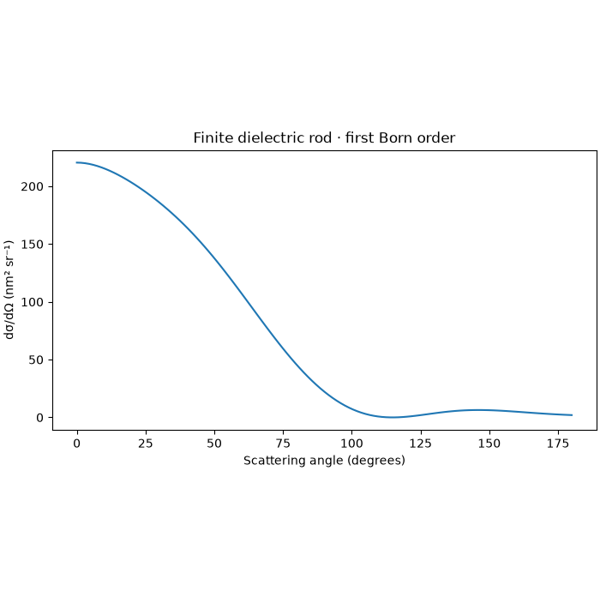 Finite dielectric rod · first Born order
dσ/dΩ (nm² sr⁻¹)
200
150
100
50
0
0 25 50 75 100 125 150 175
Scattering angle (degrees)